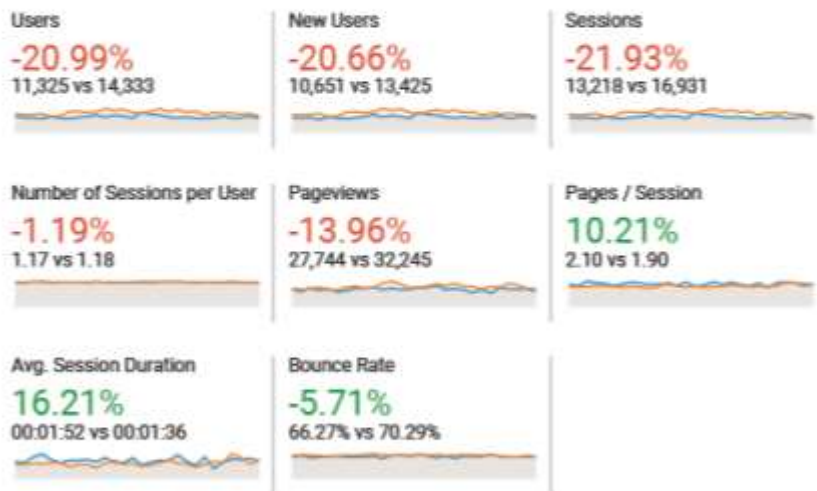 Users
-20.99%
11,325 vs 14,333
New Users
-20.66%
10,651 vs 13,425
Sessions
-21.93%
13,218 vs 16,931
Number of Sessions per User
-1.19%
1.17 vs 1.18
Pageviews
-13.96%
27,744 vs 32,245
Pages / Session
10.21%
2.10 vs 1.90
Avg. Session Duration
16.21%
00:01:52 vs 00:01:36
Bounce Rate
-5.71%
66.27% vs 70.29%